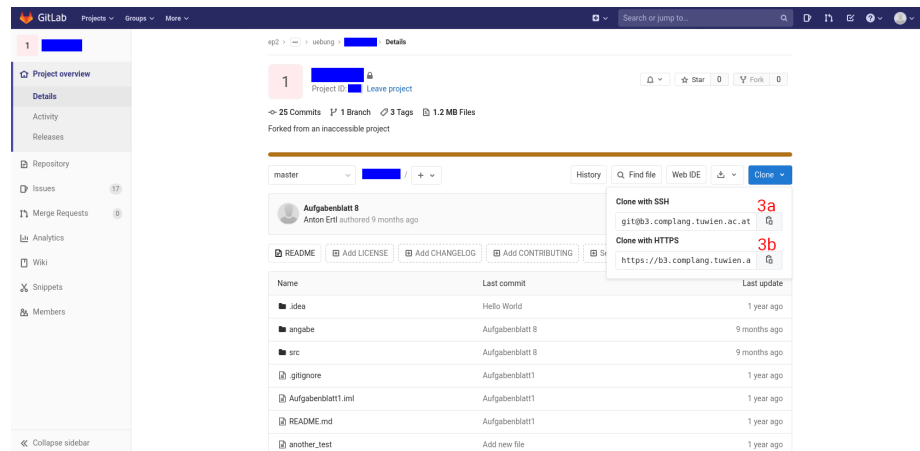 GitLab Projects Groups More Search or jump to...
1
ep2 > ... > uebung > > Details
Project overview
Details
Activity
Releases
Repository
Issues 17
Merge Requests 0
Analytics
Wiki
Snippets
Members
Collapse sidebar
1
Project ID: Leave project
Star 0 Fork 0
25 Commits 1 Branch 3 Tags 1.2 MB Files
Forked from an inaccessible project
master / + History Find file Web IDE Clone
Aufgabenblatt 8
Anton Ertl authored 9 months ago
Clone with SSH 3a
git@b3.complang.tuwien.ac.at
Clone with HTTPS 3b
https://b3.complang.tuwien.a
README Add LICENSE Add CHANGELOG Add CONTRIBUTING
Name Last commit Last update
.idea Hello World 1 year ago
angabe Aufgabenblatt 8 9 months ago
src Aufgabenblatt 8 9 months ago
.gitignore Aufgabenblatt1 1 year ago
Aufgabenblatt1.iml Aufgabenblatt1 1 year ago
README.md Aufgabenblatt1 1 year ago
another_test Add new file 1 year ago